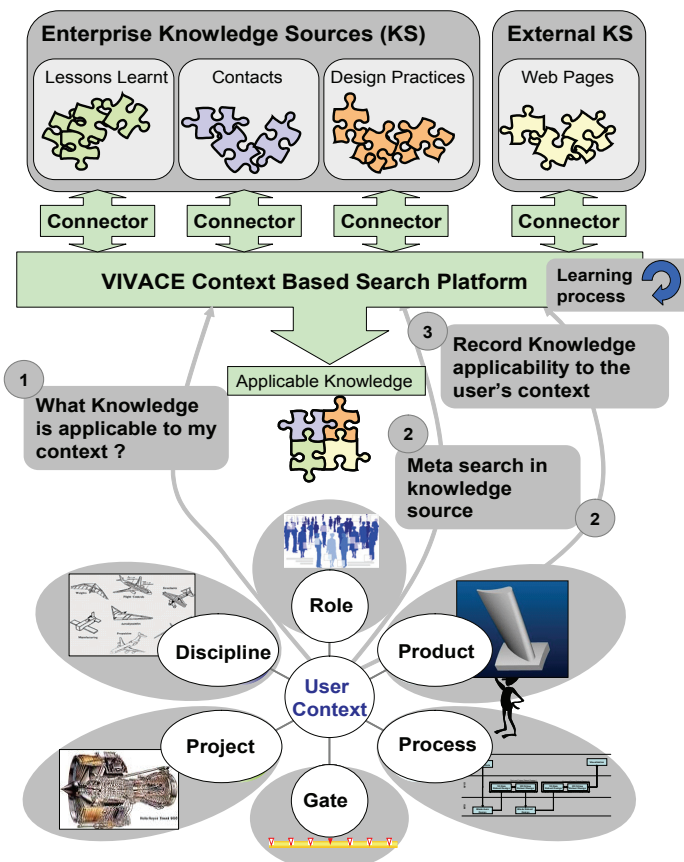 Enterprise Knowledge Sources (KS)
External KS
Lessons Learnt
Contacts
Design Practices
Web Pages
Connector
Connector
Connector
Connector
VIVACE Context Based Search Platform
Learning
process
3
Record Knowledge
applicability to the
user's context
1
What Knowledge
is applicable to my
context ?
Applicable Knowledge
2
Meta search in
knowledge
source
2
Role
Discipline
Product
User
Context
Project
Process
Gate